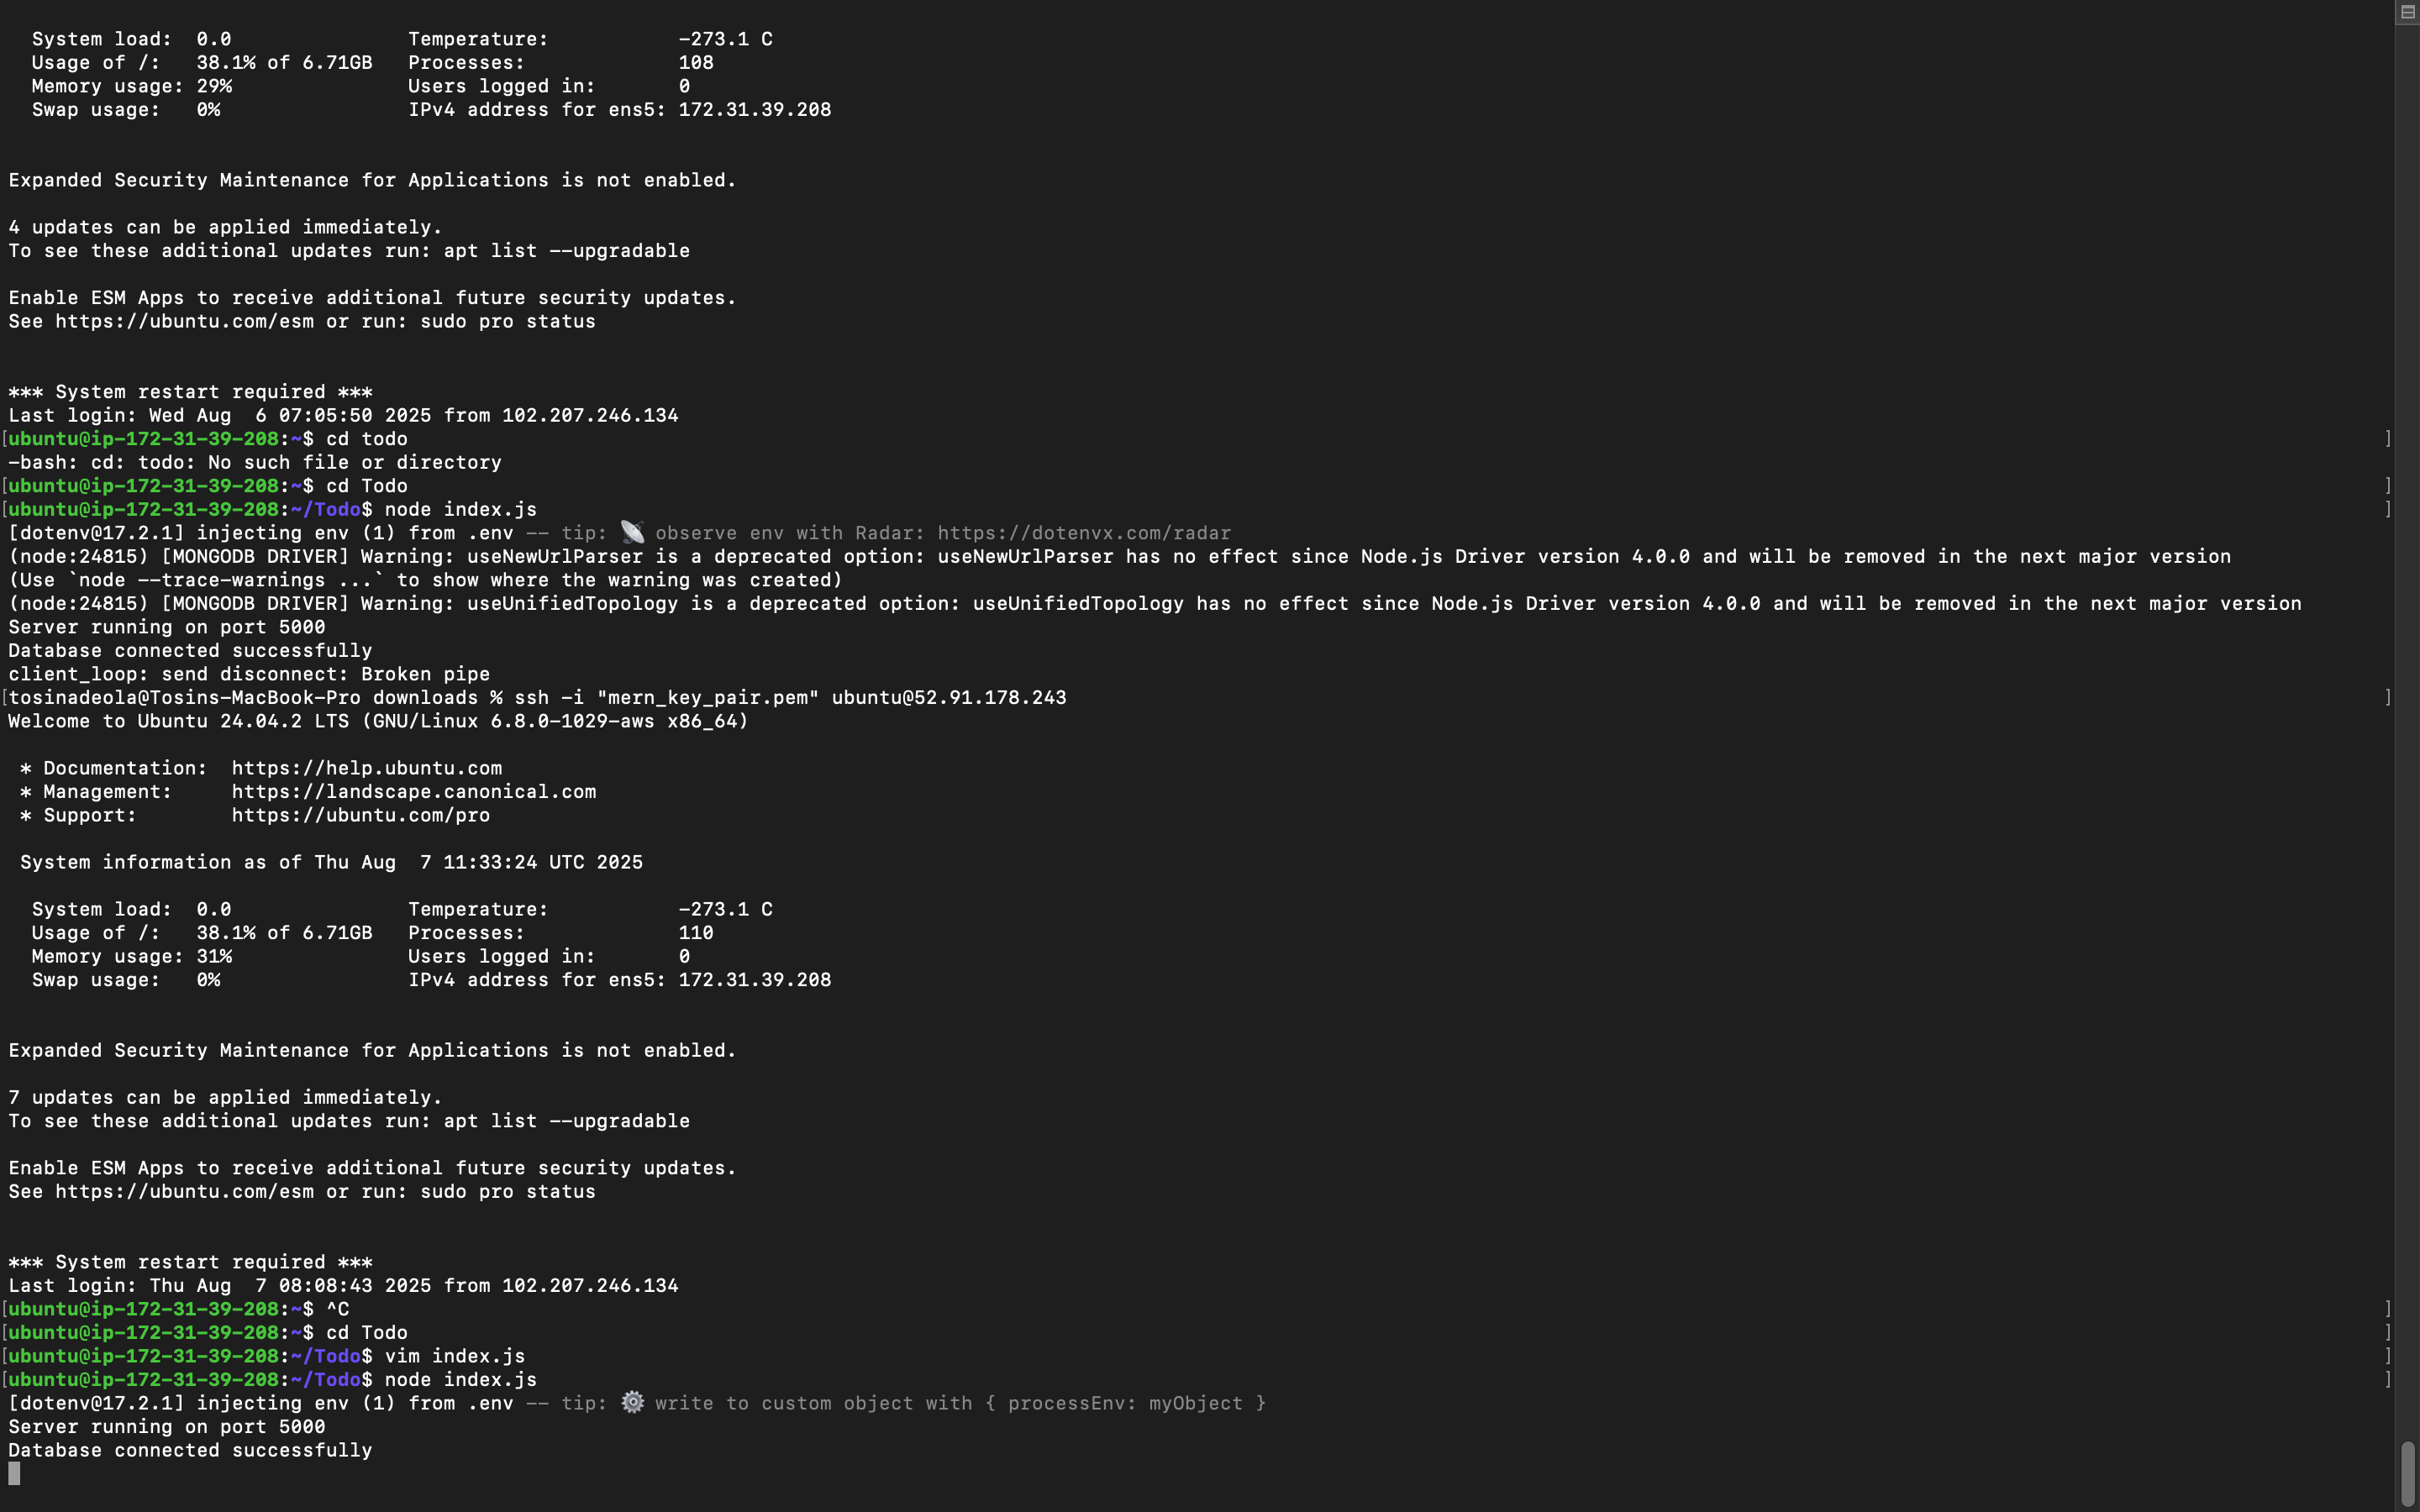 System load:  0.0               Temperature:           -273.1 C
Usage of /:   38.1% of 6.71GB   Processes:             108
Memory usage: 29%               Users logged in:       0
Swap usage:   0%                IPv4 address for ens5: 172.31.39.208
Expanded Security Maintenance for Applications is not enabled.
4 updates can be applied immediately.
To see these additional updates run: apt list --upgradable
Enable ESM Apps to receive additional future security updates.
See https://ubuntu.com/esm or run: sudo pro status
*** System restart required ***
Last login: Wed Aug  6 07:05:50 2025 from 102.207.246.134
[ubuntu@ip-172-31-39-208:~$ cd todo ]
-bash: cd: todo: No such file or directory
[ubuntu@ip-172-31-39-208:~$ cd Todo ]
[ubuntu@ip-172-31-39-208:~/Todo$ node index.js ]
[dotenv@17.2.1] injecting env (1) from .env -- tip: 📡 observe env with Radar: https://dotenvx.com/radar
(node:24815) [MONGODB DRIVER] Warning: useNewUrlParser is a deprecated option: useNewUrlParser has no effect since Node.js Driver version 4.0.0 and will be removed in the next major version
(Use `node --trace-warnings ...` to show where the warning was created)
(node:24815) [MONGODB DRIVER] Warning: useUnifiedTopology is a deprecated option: useUnifiedTopology has no effect since Node.js Driver version 4.0.0 and will be removed in the next major version
Server running on port 5000
Database connected successfully
client_loop: send disconnect: Broken pipe
[tosinadeola@Tosins-MacBook-Pro downloads % ssh -i "mern_key_pair.pem" ubuntu@52.91.178.243 ]
Welcome to Ubuntu 24.04.2 LTS (GNU/Linux 6.8.0-1029-aws x86_64)
* Documentation:  https://help.ubuntu.com
* Management:     https://landscape.canonical.com
* Support:        https://ubuntu.com/pro
System information as of Thu Aug  7 11:33:24 UTC 2025
System load:  0.0               Temperature:           -273.1 C
Usage of /:   38.1% of 6.71GB   Processes:             110
Memory usage: 31%               Users logged in:       0
Swap usage:   0%                IPv4 address for ens5: 172.31.39.208
Expanded Security Maintenance for Applications is not enabled.
7 updates can be applied immediately.
To see these additional updates run: apt list --upgradable
Enable ESM Apps to receive additional future security updates.
See https://ubuntu.com/esm or run: sudo pro status
*** System restart required ***
Last login: Thu Aug  7 08:08:43 2025 from 102.207.246.134
[ubuntu@ip-172-31-39-208:~$ ^C ]
[ubuntu@ip-172-31-39-208:~$ cd Todo ]
[ubuntu@ip-172-31-39-208:~/Todo$ vim index.js ]
[ubuntu@ip-172-31-39-208:~/Todo$ node index.js ]
[dotenv@17.2.1] injecting env (1) from .env -- tip: ⚙️ write to custom object with { processEnv: myObject }
Server running on port 5000
Database connected successfully